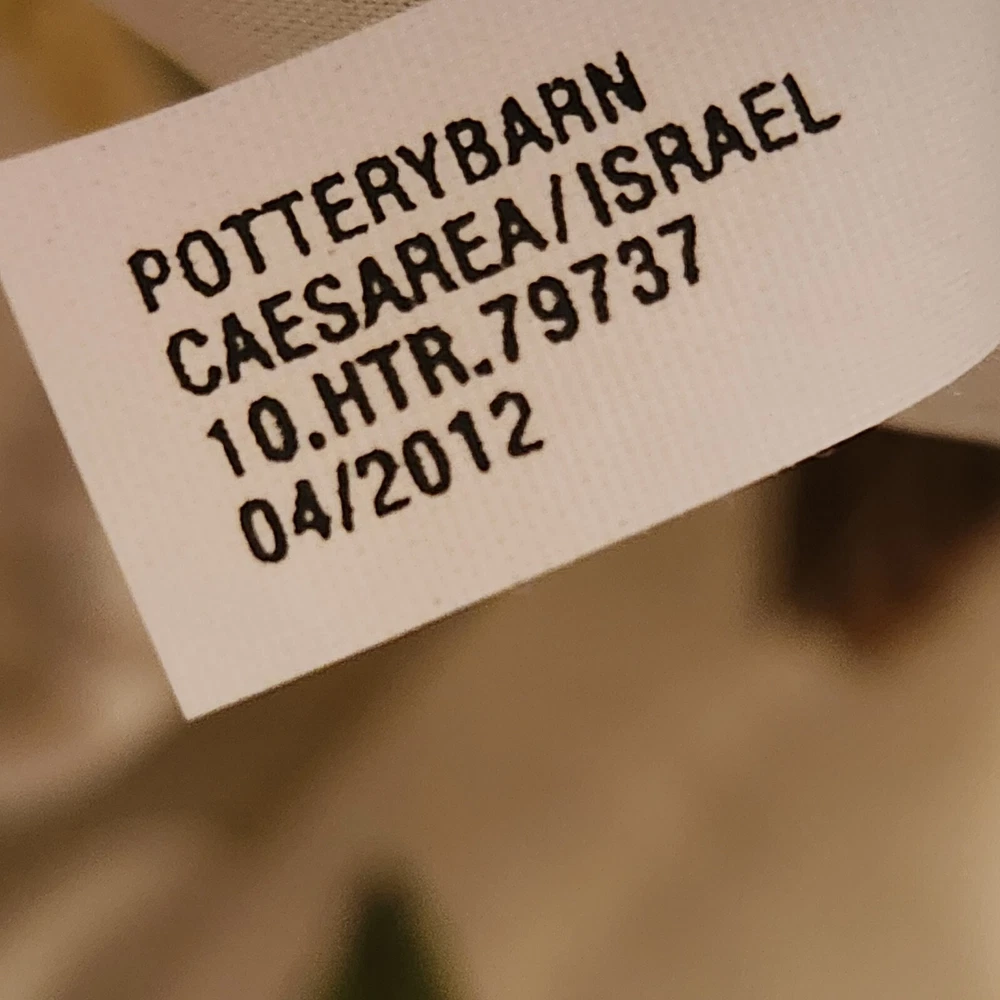 POTTERYBARN
CAESAREA/ISRAEL
10.HTR.79737
04/2012